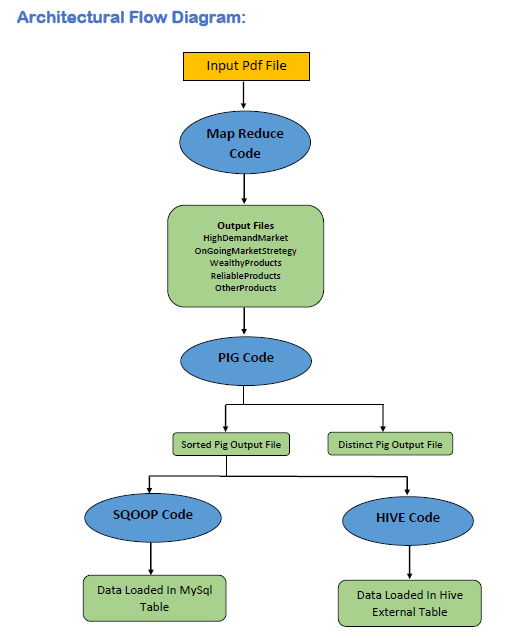 Architectural Flow Diagram:
Input Pdf File
Map Reduce
Code
Output Files
HighDemandMarket
OnGoingMarketStretegy
WealthyProducts
ReliableProducts
OtherProducts
PIG Code
Sorted Pig Output File
Distinct Pig Output File
SQOOP Code
HIVE Code
Data Loaded In MySql
Table
Data Loaded In Hive
External Table